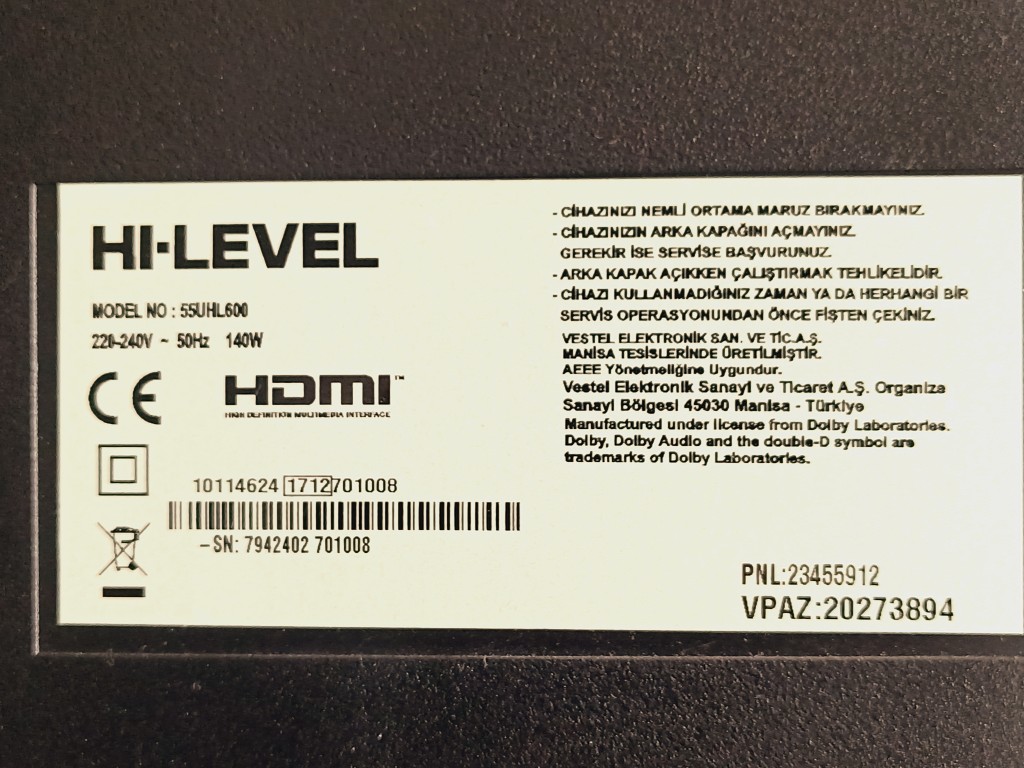 HI-LEVEL
MODEL NO : 55UHL600
220-240V ~ 50Hz 140W
CE HDMI™
HIGH DEFINITION MULTIMEDIA INTERFACE
10114624 1712701008
-SN: 7942402 701008
- CİHAZINIZI NEMLİ ORTAMA MARUZ BIRAKMAYINIZ.
- CİHAZINIZIN ARKA KAPAĞINI AÇMAYINIZ.
GEREKİR İSE SERVİSE BAŞVURUNUZ.
- ARKA KAPAK AÇIKKEN ÇALIŞTIRMAK TEHLİKELİDİR.
- CİHAZI KULLANMADIĞINIZ ZAMAN YA DA HERHANGİ BİR
SERVİS OPERASYONUNDAN ÖNCE FİŞTEN ÇEKİNİZ.
VESTEL ELEKTRONİK SAN. VE TİC.A.Ş.
MANİSA TESİSLERİNDE ÜRETİLMİŞTİR.
AEEE Yönetmeliğine Uygundur.
Vestel Elektronik Sanayi ve Ticaret A.Ş. Organize
Sanayi Bölgesi 45030 Manisa - Türkiye
Manufactured under license from Dolby Laboratories.
Dolby, Dolby Audio and the double-D symbol are
trademarks of Dolby Laboratories.
PNL:23455912
VPAZ:20273894